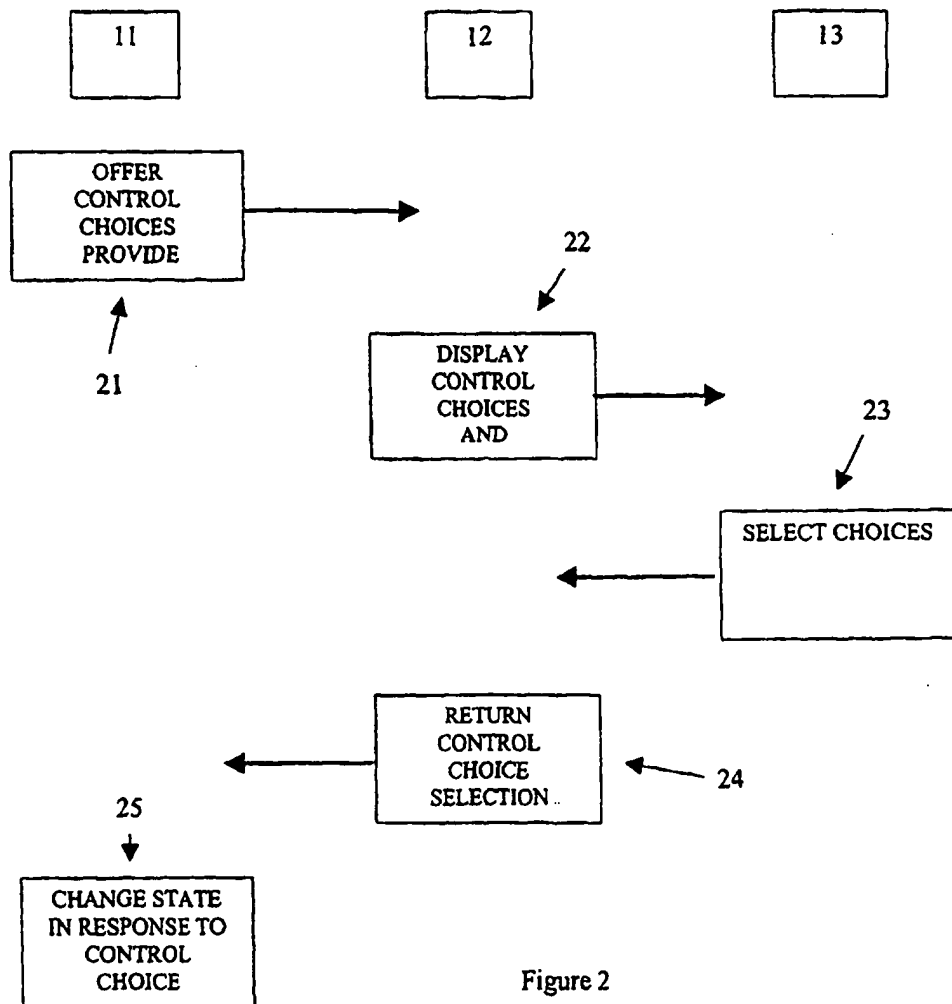 11
12
13
OFFER
CONTROL
CHOICES
PROVIDE
21
22
DISPLAY
CONTROL
CHOICES
AND
23
SELECT CHOICES
RETURN
CONTROL
CHOICE
SELECTION
24
25
CHANGE STATE
IN RESPONSE TO
CONTROL
CHOICE
Figure 2